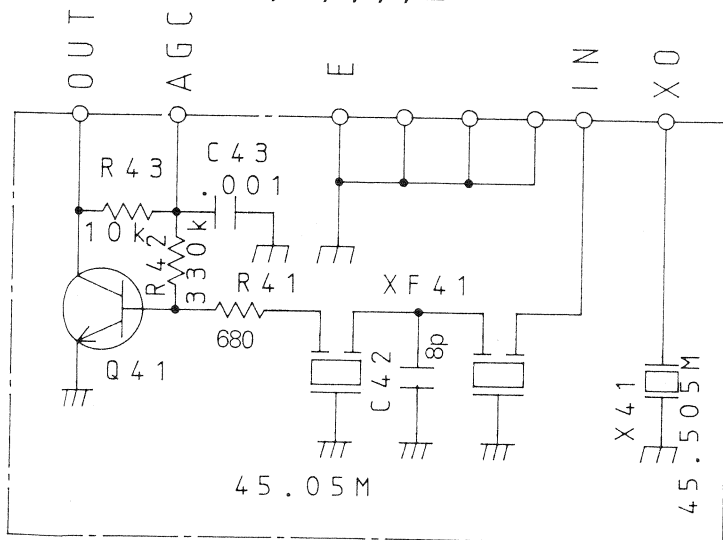 OUT
AGC
E
IN
XO
R43
C43
.001
10k
R42
330k
R41
XF41
680
8p
C42
Q41
X41
45.505M
45.05M